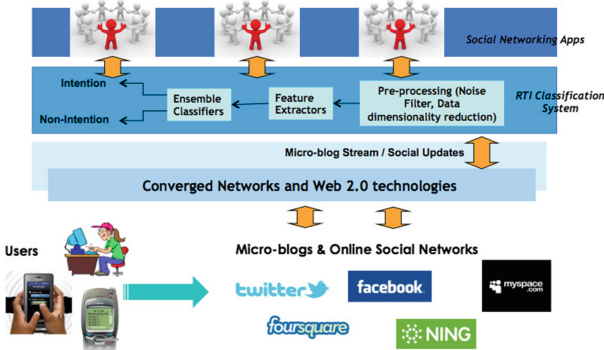 Social Networking Apps
Intention
Non-Intention
Ensemble
Classifiers
Feature
Extractors
Pre-processing (Noise
Filter, Data
dimensionality reduction)
RTI Classification
System
Micro-blog Stream / Social Updates
Converged Networks and Web 2.0 technologies
Users
Micro-blogs & Online Social Networks
twitter
facebook.
myspace
.com
foursquare
NING